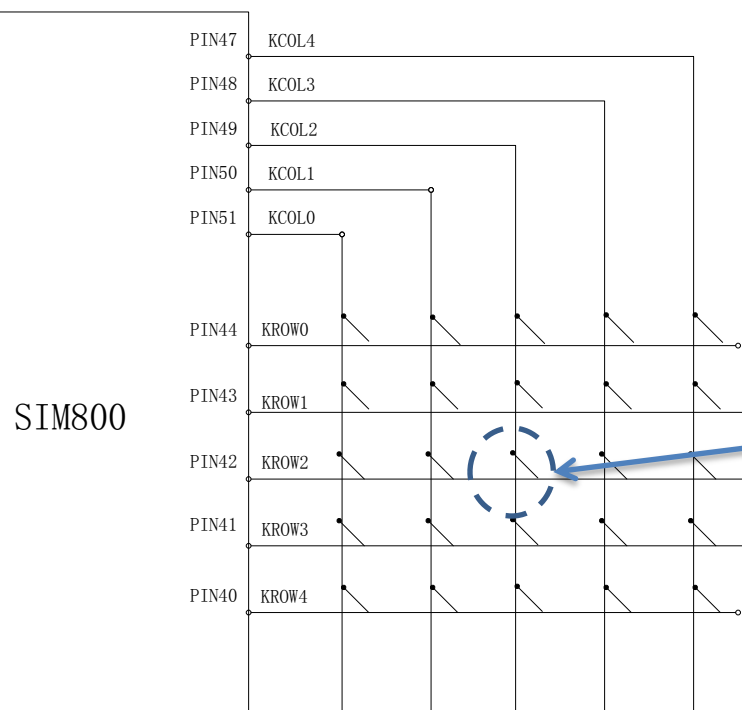 PIN47 KCOL4
PIN48 KCOL3
PIN49 KCOL2
PIN50 KCOL1
PIN51 KCOL0
PIN44 KROW0
PIN43 KROW1
SIM800
PIN42 KROW2
PIN41 KROW3
PIN40 KROW4